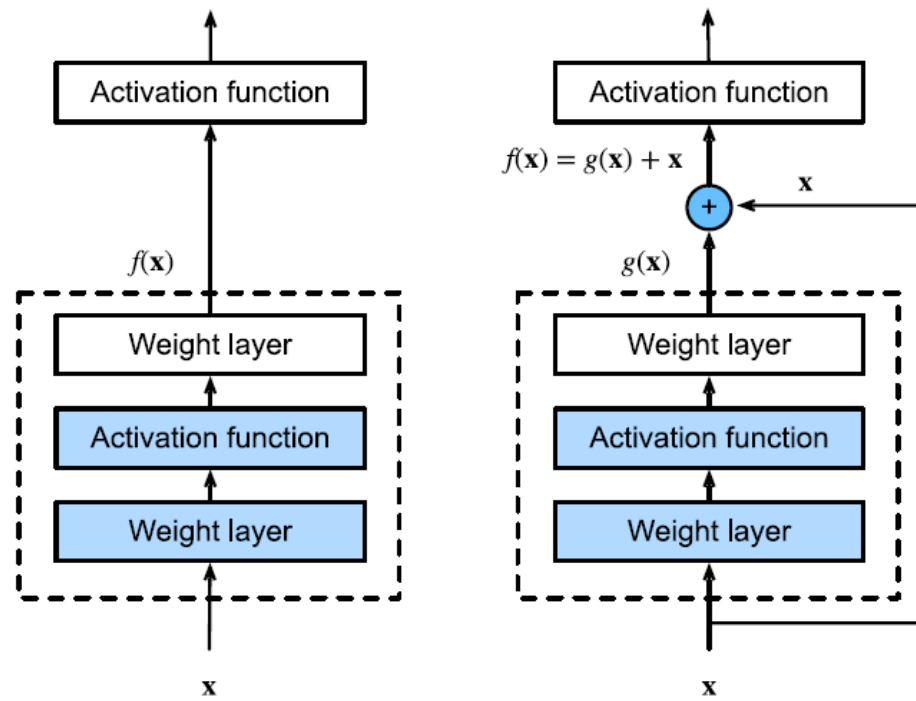 Activation function
f(x)
Weight layer
Activation function
Weight layer
x
Activation function
f(x) = g(x) + x
x
+
g(x)
Weight layer
Activation function
Weight layer
x